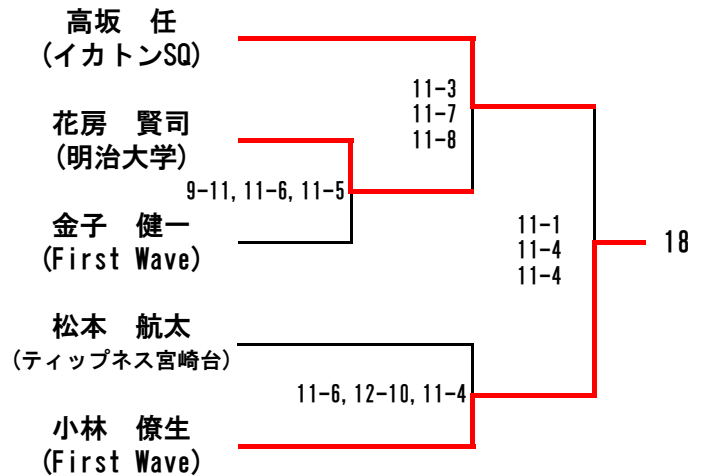 高坂　任
(イカトンSQ)
11-3
11-7
11-8
花房　賢司
(明治大学)
9-11, 11-6, 11-5
金子　健一
(First Wave)
11-1
11-4
11-4
18
松本　航太
(ティップネス宮崎台)
11-6, 12-10, 11-4
小林　僚生
(First Wave)